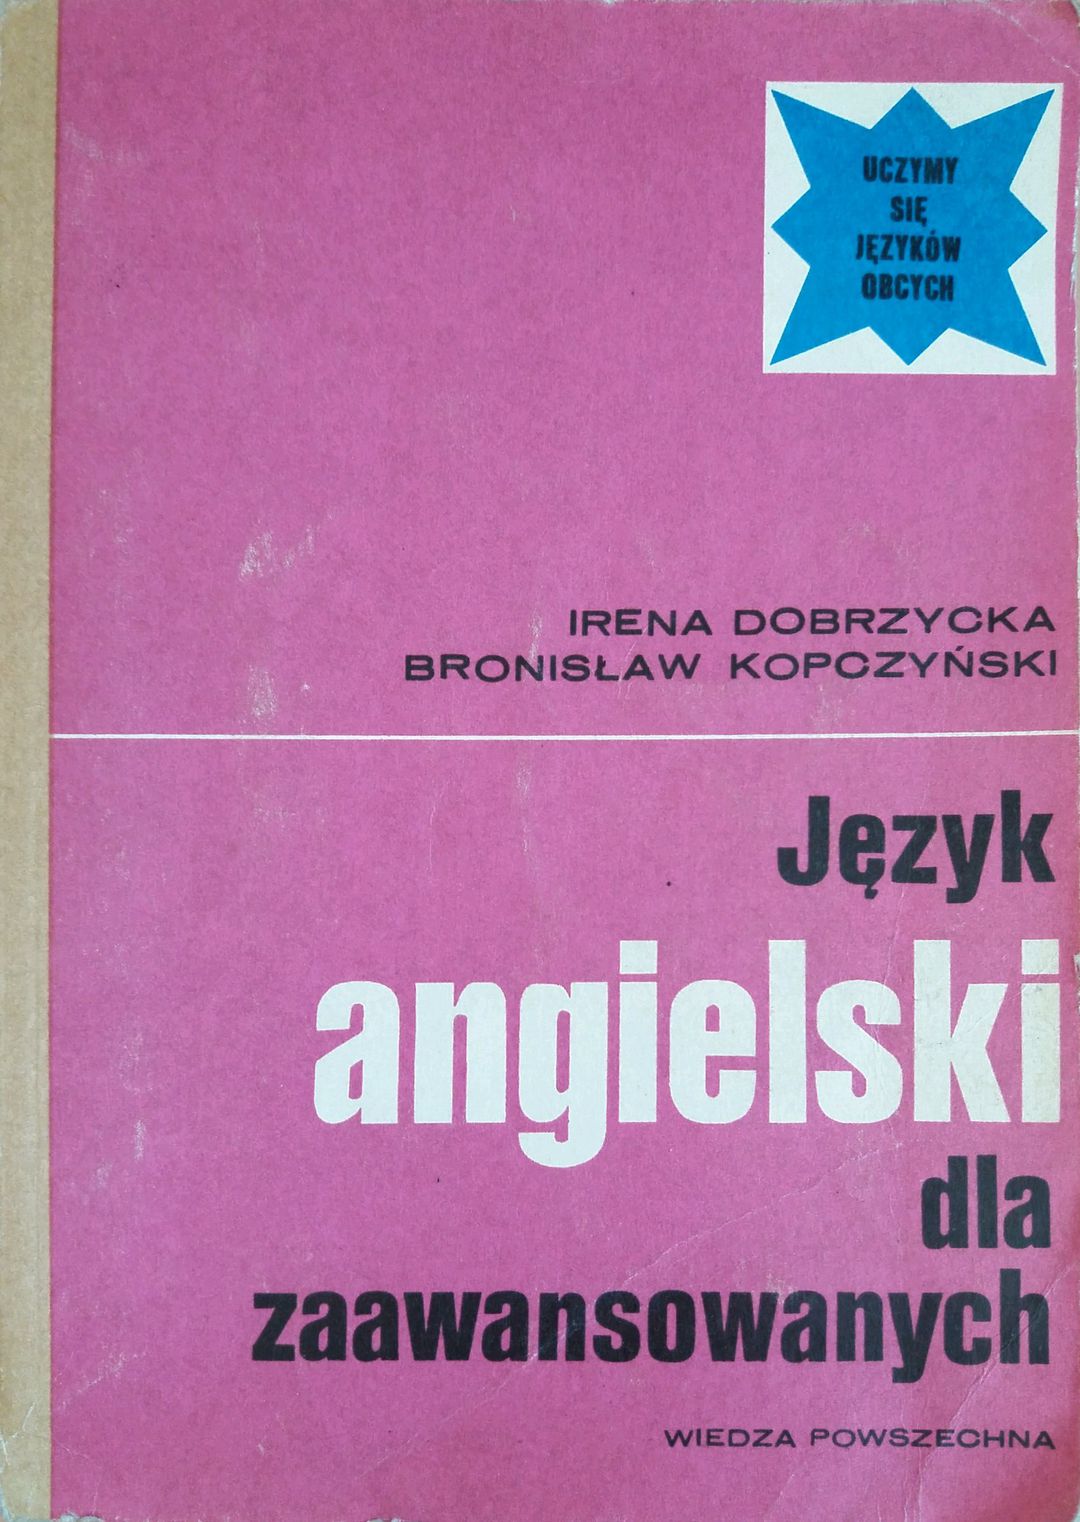 UCZYMY
SIĘ
JĘZYKÓW
OBCYCH
IRENA DOBRZYCKA
BRONISŁAW KOPCZYŃSKI
Język
angielski
dla
zaawansowanych
WIEDZA POWSZECHNA